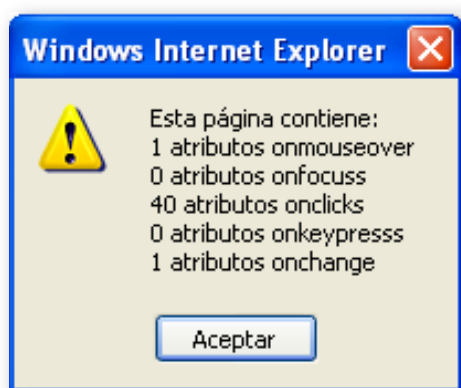 Windows Internet Explorer
Esta página contiene:
1 atributos onmouseover
0 atributos onfocuss
40 atributos onclicks
0 atributos onkeypresss
1 atributos onchange
Aceptar